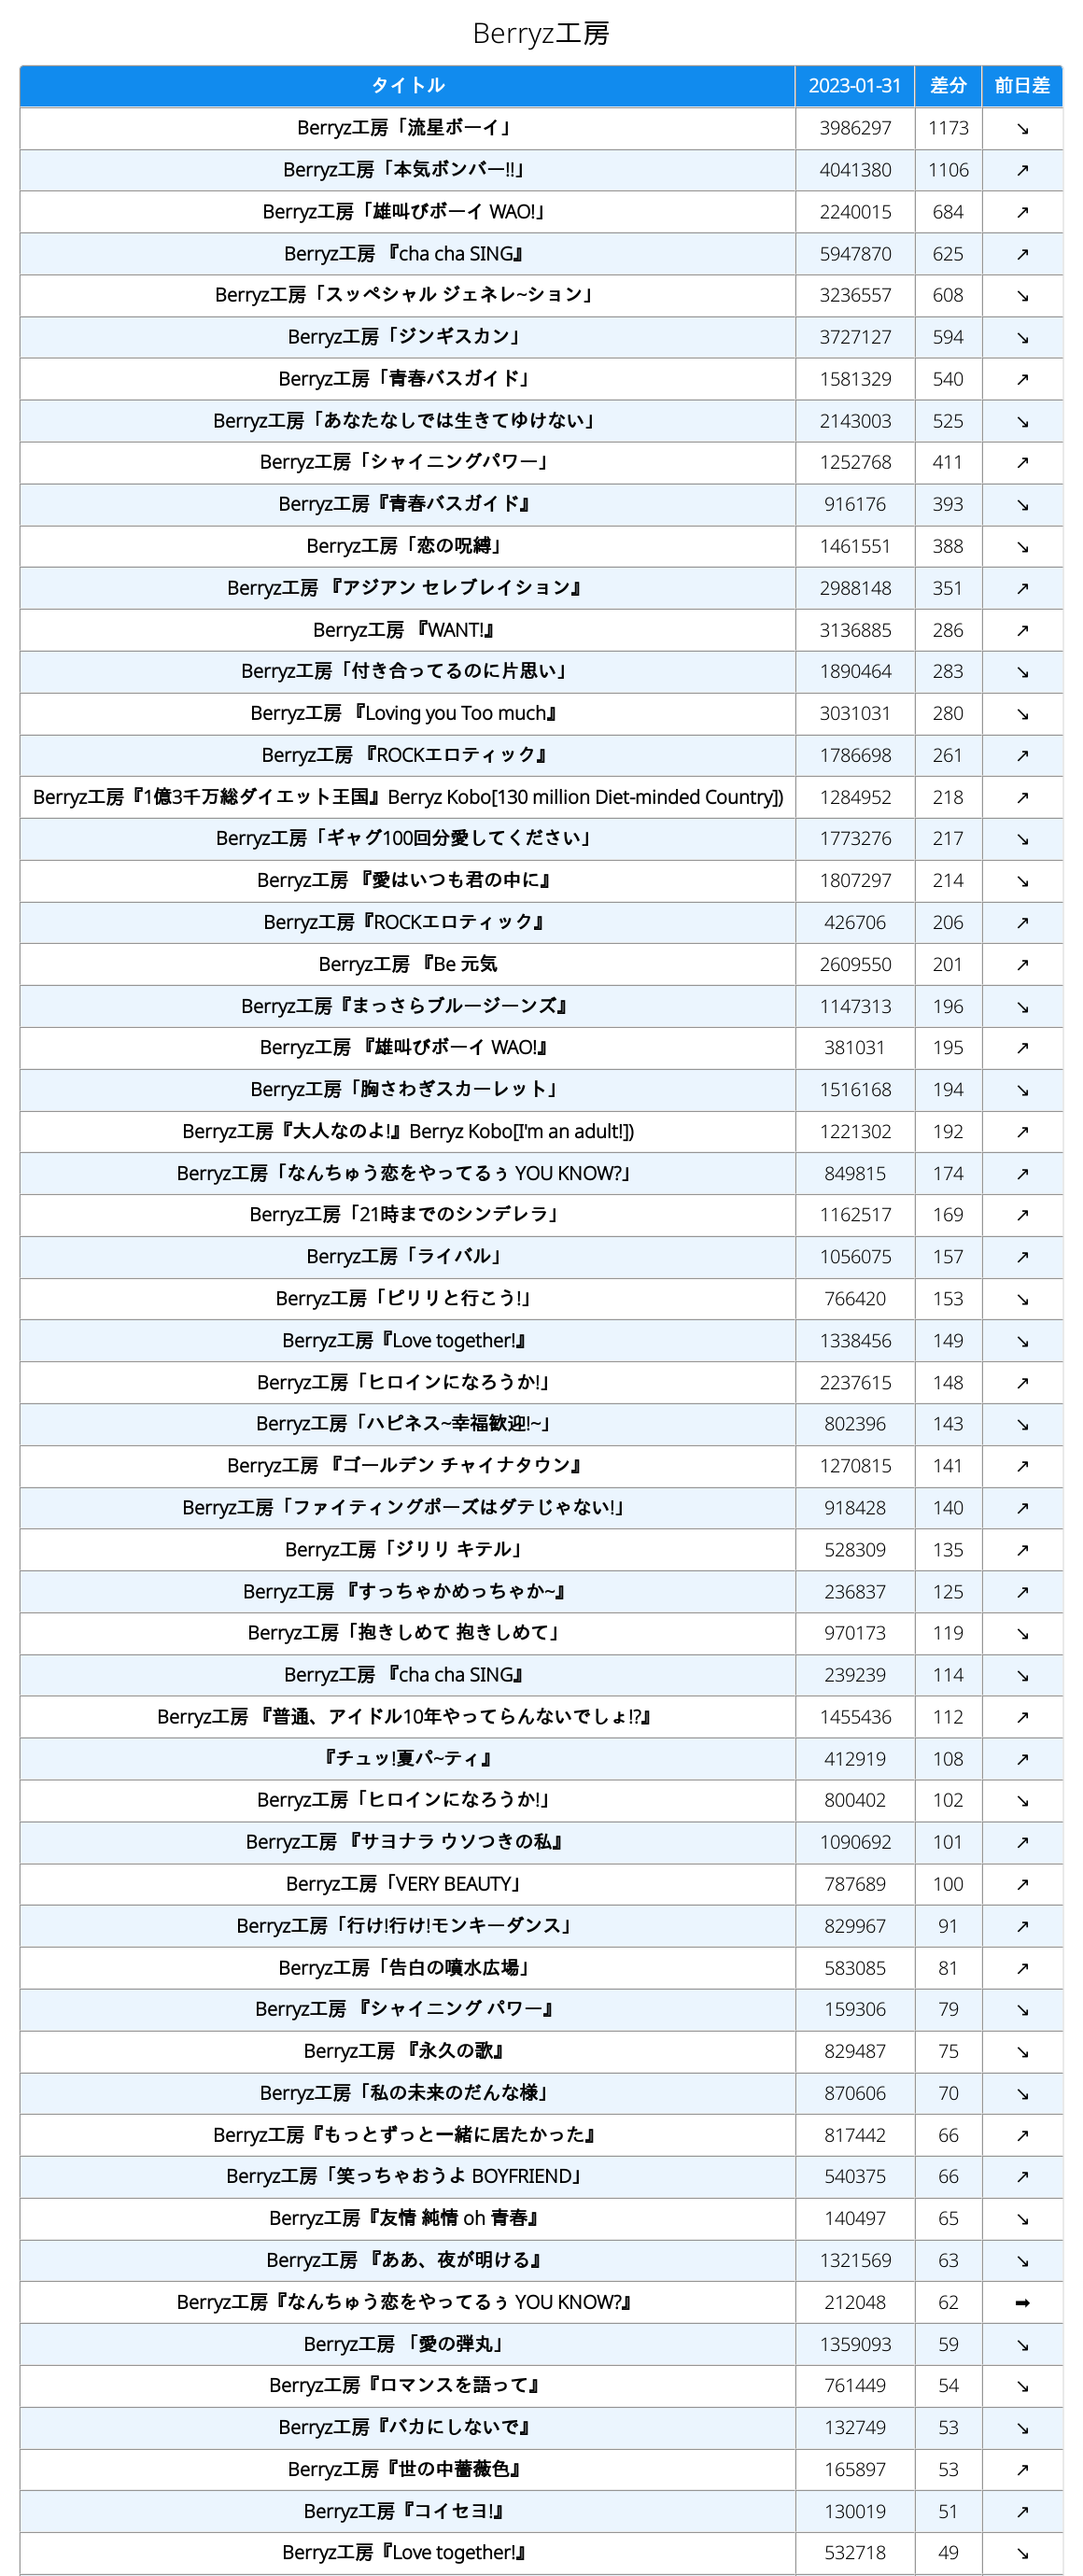 Berryz工房
タイトル 2023-01-31 差分 前日差
Berryz工房「流星ボーイ」 3986297 1173 ↘
Berryz工房「本気ボンバー!!」 4041380 1106 ↗
Berryz工房「雄叫びボーイ WAO!」 2240015 684 ↗
Berryz工房 『cha cha SING』 5947870 625 ↗
Berryz工房「スッペシャル ジェネレ~ション」 3236557 608 ↘
Berryz工房「ジンギスカン」 3727127 594 ↘
Berryz工房「青春バスガイド」 1581329 540 ↗
Berryz工房「あなたなしでは生きてゆけない」 2143003 525 ↘
Berryz工房「シャイニングパワー」 1252768 411 ↗
Berryz工房『青春バスガイド』 916176 393 ↘
Berryz工房「恋の呪縛」 1461551 388 ↘
Berryz工房 『アジアン セレブレイション』 2988148 351 ↗
Berryz工房 『WANT!』 3136885 286 ↗
Berryz工房「付き合ってるのに片思い」 1890464 283 ↘
Berryz工房 『Loving you Too much』 3031031 280 ↘
Berryz工房 『ROCKエロティック』 1786698 261 ↗
Berryz工房『1億3千万総ダイエット王国』Berryz Kobo[130 million Diet-minded Country]) 1284952 218 ↗
Berryz工房「ギャグ100回分愛してください」 1773276 217 ↘
Berryz工房 『愛はいつも君の中に』 1807297 214 ↘
Berryz工房『ROCKエロティック』 426706 206 ↗
Berryz工房 『Be 元気 2609550 201 ↗
Berryz工房『まっさらブルージーンズ』 1147313 196 ↘
Berryz工房 『雄叫びボーイ WAO!』 381031 195 ↗
Berryz工房「胸さわぎスカーレット」 1516168 194 ↘
Berryz工房『大人なのよ!』Berryz Kobo[I'm an adult!]) 1221302 192 ↗
Berryz工房「なんちゅう恋をやってるぅ YOU KNOW?」 849815 174 ↗
Berryz工房「21時までのシンデレラ」 1162517 169 ↗
Berryz工房「ライバル」 1056075 157 ↗
Berryz工房「ピリリと行こう!」 766420 153 ↘
Berryz工房『Love together!』 1338456 149 ↘
Berryz工房「ヒロインになろうか!」 2237615 148 ↗
Berryz工房「ハピネス~幸福歓迎!~」 802396 143 ↘
Berryz工房 『ゴールデン チャイナタウン』 1270815 141 ↗
Berryz工房「ファイティングポーズはダテじゃない!」 918428 140 ↗
Berryz工房「ジリリ キテル」 528309 135 ↗
Berryz工房 『すっちゃかめっちゃか~』 236837 125 ↗
Berryz工房「抱きしめて 抱きしめて」 970173 119 ↘
Berryz工房 『cha cha SING』 239239 114 ↘
Berryz工房 『普通、アイドル10年やってらんないでしょ!?』 1455436 112 ↗
『チュッ!夏パ~ティ』 412919 108 ↗
Berryz工房「ヒロインになろうか!」 800402 102 ↘
Berryz工房 『サヨナラ ウソつきの私』 1090692 101 ↗
Berryz工房「VERY BEAUTY」 787689 100 ↗
Berryz工房「行け!行け!モンキーダンス」 829967 91 ↗
Berryz工房「告白の噴水広場」 583085 81 ↗
Berryz工房 『シャイニング パワー』 159306 79 ↘
Berryz工房 『永久の歌』 829487 75 ↘
Berryz工房「私の未来のだんな様」 870606 70 ↘
Berryz工房『もっとずっと一緒に居たかった』 817442 66 ↗
Berryz工房「笑っちゃおうよ BOYFRIEND」 540375 66 ↗
Berryz工房『友情 純情 oh 青春』 140497 65 ↘
Berryz工房 『ああ、夜が明ける』 1321569 63 ↘
Berryz工房『なんちゅう恋をやってるぅ YOU KNOW?』 212048 62 ➡
Berryz工房 「愛の弾丸」 1359093 59 ↘
Berryz工房『ロマンスを語って』 761449 54 ↘
Berryz工房『バカにしないで』 132749 53 ↘
Berryz工房『世の中薔薇色』 165897 53 ↗
Berryz工房『コイセヨ!』 130019 51 ↗
Berryz工房『Love together!』 532718 49 ↘